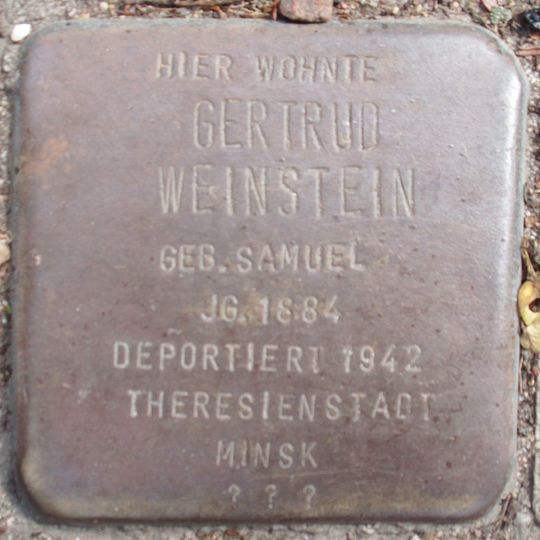 HIER WOHNTE
GERTRUD
WEINSTEIN
GEB. SAMUEL
JG. 1884
DEPORTIERT 1942
THERESIENSTADT
MINSK
? ? ?